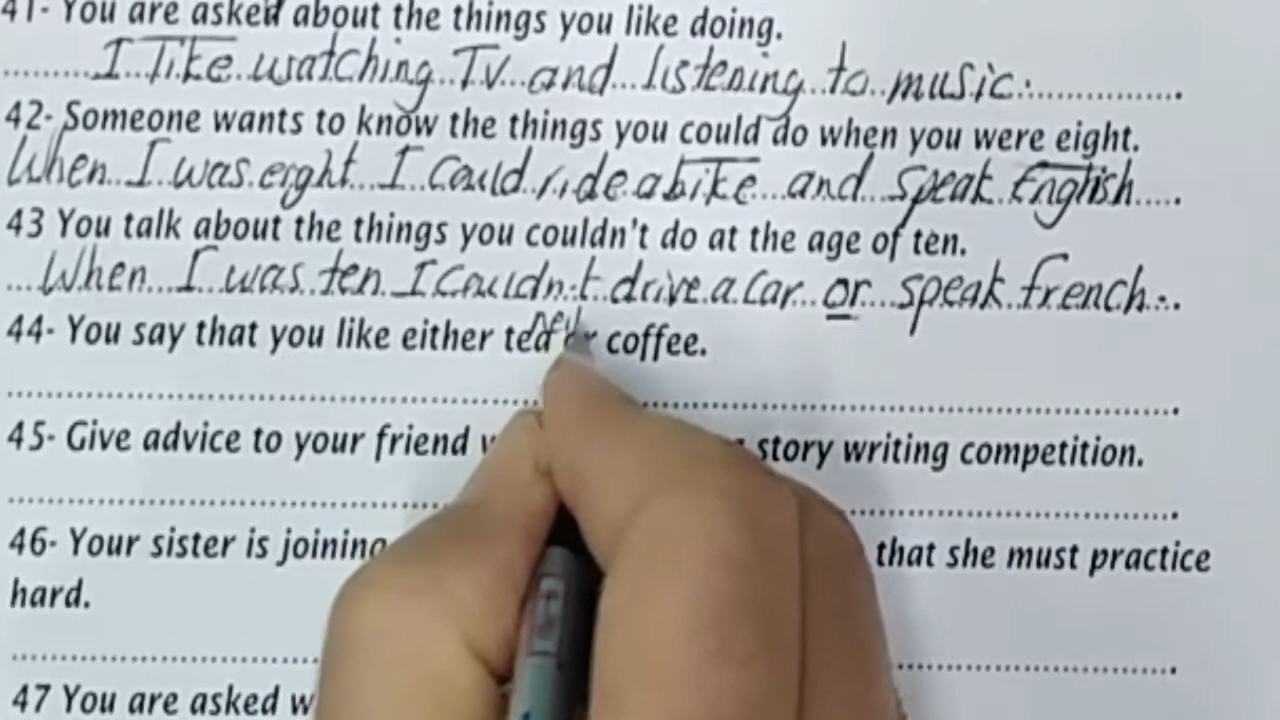 41- You are asked about the things you like doing.
I like watching TV and listening to music.
42- Someone wants to know the things you could do when you were eight.
When I was eight I could ride a bike and speak English
43 You talk about the things you couldn't do at the age of ten.
When I was ten I couldn't drive a car or speak french.
44- You say that you like either tea or coffee.
45- Give advice to your friend story writing competition.
46- Your sister is joining that she must practice
hard.
47 You are asked